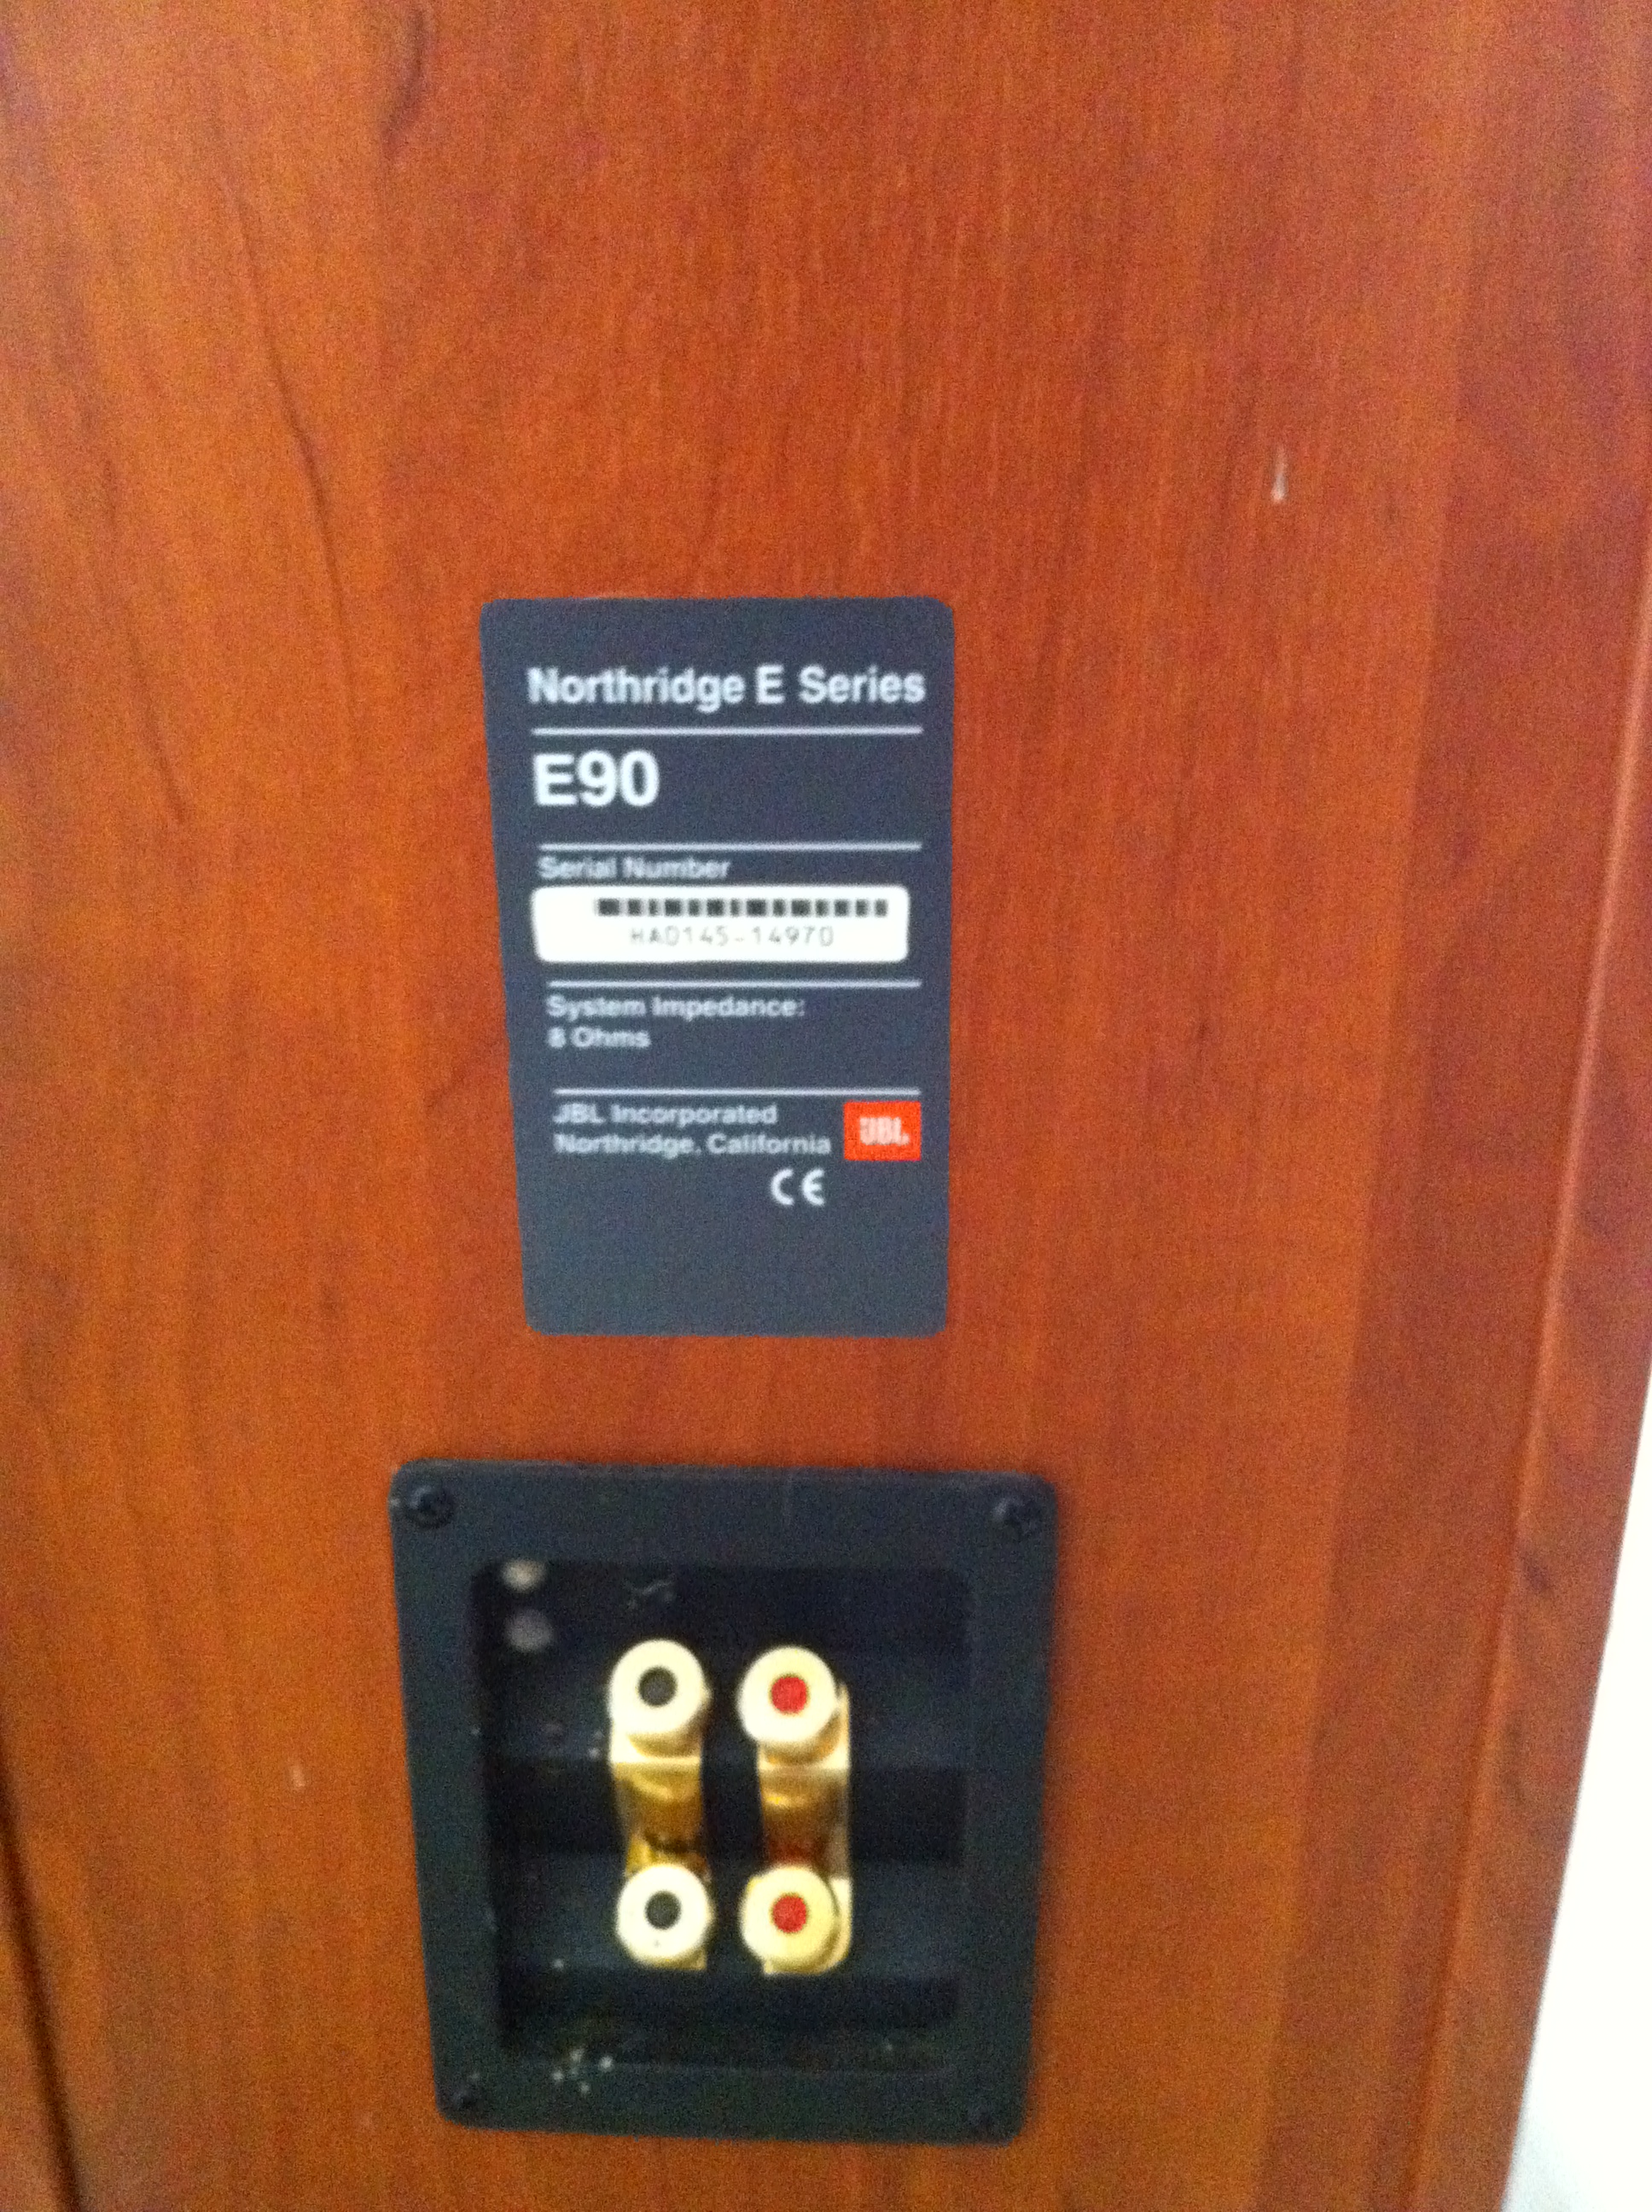 Northridge E Series
E90
Serial Number
HA0145-14970
System Impedance:
8 Ohms
JBL Incorporated
Northridge, California
JBL
CE